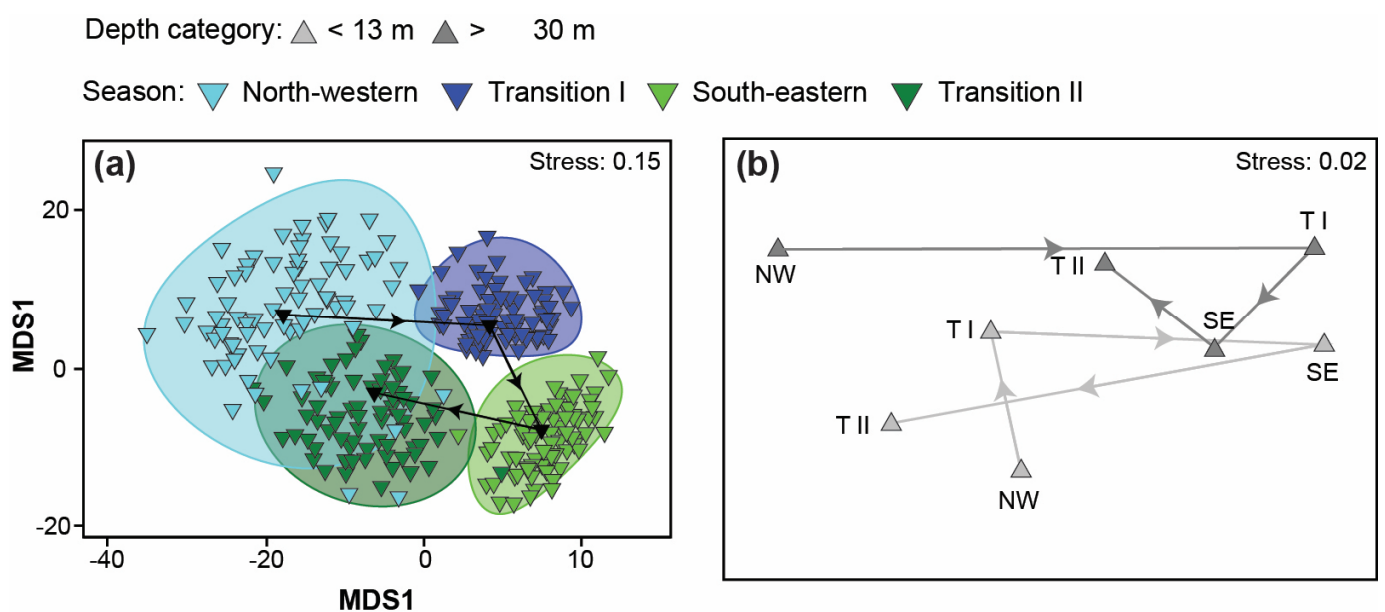 Depth category: < 13 m > 30 m
Season: North-western Transition I South-eastern Transition II
(a) Stress: 0.15
20
0
-20
MDS1
-40 -20 0 10
MDS1
(b) Stress: 0.02
T I
NW
T II
SE
T I
SE
T II
NW